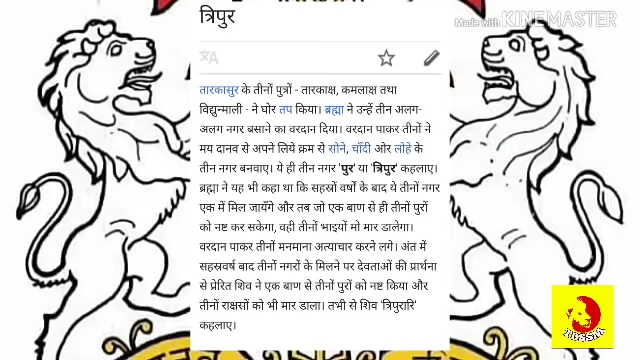 त्रिपुर
Made with KINEMASTER
तारकासुर के तीनों पुत्रों - तारकाक्ष, कमलाक्ष तथा
विद्युन्माली - ने घोर तप किया। ब्रह्मा ने उन्हें तीन अलग-
अलग नगर बसाने का वरदान दिया। वरदान पाकर तीनों ने
मय दानव से अपने लिये क्रम से सोने, चाँदी ओर लोहे के
तीन नगर बनवाए। ये ही तीन नगर 'पुर' या 'त्रिपुर' कहलाए।
ब्रह्मा ने यह भी कहा था कि सहस्रों वर्षों के बाद ये तीनों नगर
एक में मिल जायँगे और तब जो एक बाण से ही तीनों पुरों
को नष्ट कर सकेगा, वही तीनों भाइयों मो मार डालेगा।
वरदान पाकर तीनों मनमाना अत्याचार करने लगे। अंत में
सहस्रवर्ष बाद तीनों नगरों के मिलने पर देवताओं की प्रार्थना
से प्रेरित शिव ने एक बाण से तीनों पुरों को नष्ट किया और
तीनों राक्षसों को भी मार डाला। तभी से शिव 'त्रिपुरारि'
कहलाए।